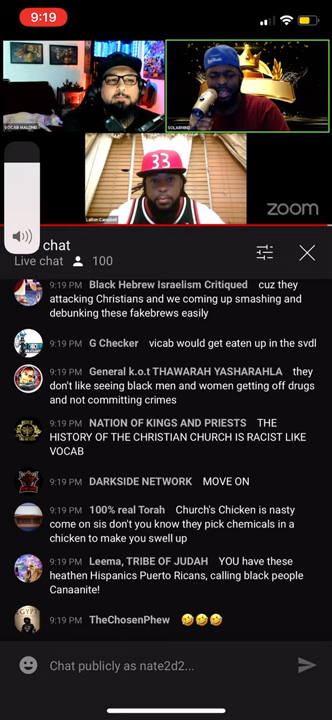 9:19
VOCAB MALONE
33
zoom
chat
Live chat 100
Black Hebrew Israelism Critiqued cuz they
attacking Christians and we coming up smashing and
debunking these fakebrews easily
9:19 PM G Checker vicab would get eaten up in the svdl
9:19 PM General k.o.t THAWARAH YASHARAHLA they
don't like seeing black men and women getting off drugs
and not committing crimes
9:19 PM NATION OF KINGS AND PRIESTS THE
HISTORY OF THE CHRISTIAN CHURCH IS RACIST LIKE
VOCAB
9:19 PM DARKSIDE NETWORK MOVE ON
9:19 PM 100% real Torah Church's Chicken is nasty
come on sis don't you know they pick chemicals in a
chicken to make you swell up
9:19 PM Leema, TRIBE OF JUDAH YOU have these
heathen Hispanics Puerto Ricans, calling black people
Canaanite!
9:19 PM TheChosenPhew 🤣🤣🤣
Chat publicly as nate2d2...